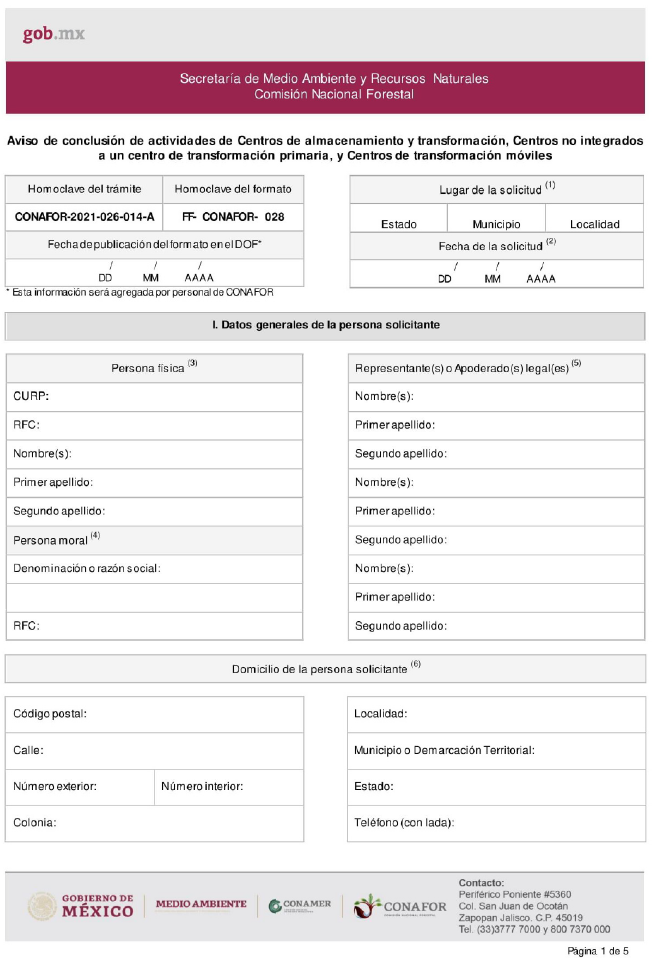 gob.mx
Secretaría de Medio Ambiente y Recursos Naturales
Comisión Nacional Forestal
Aviso de conclusión de actividades de Centros de almacenamiento y transformación, Centros no integrados
a un centro de transformación primaria, y Centros de transformación móviles
Homoclave del trámite
Homoclave del formato
CONAFOR-2021-026-014-A
FF- CONAFOR- 028
Fecha de publicación del formato en el DOF*
/ / /
DD MM AAAA
* Esta información será agregada por personal de CONAFOR
Lugar de la solicitud (1)
Estado
Municipio
Localidad
Fecha de la solicitud (2)
/ / /
DD MM AAAA
I. Datos generales de la persona solicitante
Persona física (3)
CURP:
RFC:
Nombre(s):
Primer apellido:
Segundo apellido:
Persona moral (4)
Denominación o razón social:
RFC:
Representante(s) o Apoderado(s) legal(es) (5)
Nombre(s):
Primer apellido:
Segundo apellido:
Nombre(s):
Primer apellido:
Segundo apellido:
Nombre(s):
Primer apellido:
Segundo apellido:
Domicilio de la persona solicitante (6)
Código postal:
Calle:
Número exterior:
Número interior:
Colonia:
Localidad:
Municipio o Demarcación Territorial:
Estado:
Teléfono (con lada):
GOBIERNO DE
MÉXICO
MEDIO AMBIENTE
CONAMER
CONAFOR
Contacto:
Periférico Poniente #5360
Col. San Juan de Ocotán
Zapopan Jalisco. C.P. 45019
Tel. (33)3777 7000 y 800 7370 000
Página 1 de 5